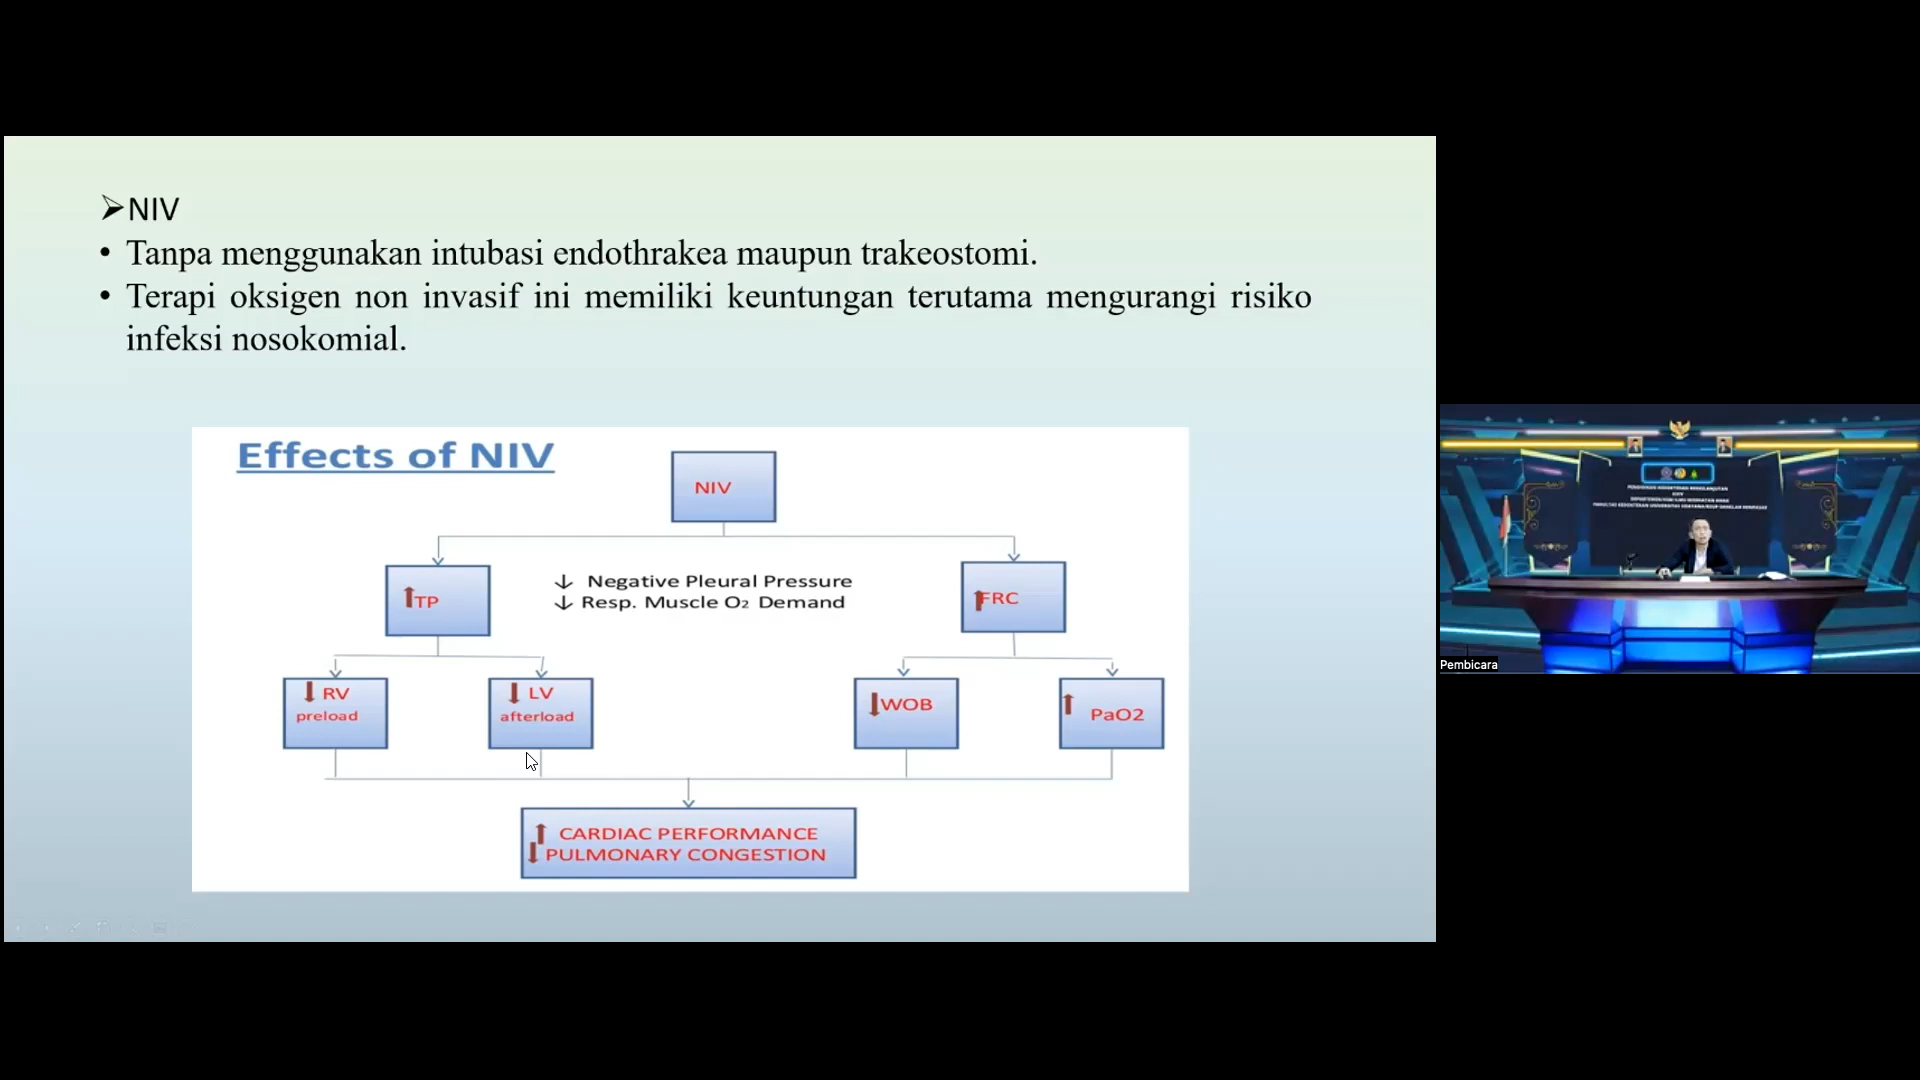 ➢NIV
• Tanpa menggunakan intubasi endothrakea maupun trakeostomi.
• Terapi oksigen non invasif ini memiliki keuntungan terutama mengurangi risiko
infeksi nosokomial.
Effects of NIV
NIV
↓ Negative Pleural Pressure
↓ Resp. Muscle O₂ Demand
↑TP
↑FRC
↓ RV
preload
↓ LV
afterload
↓WOB
↑ PaO2
↑ CARDIAC PERFORMANCE
↓ PULMONARY CONGESTION
Pembicara